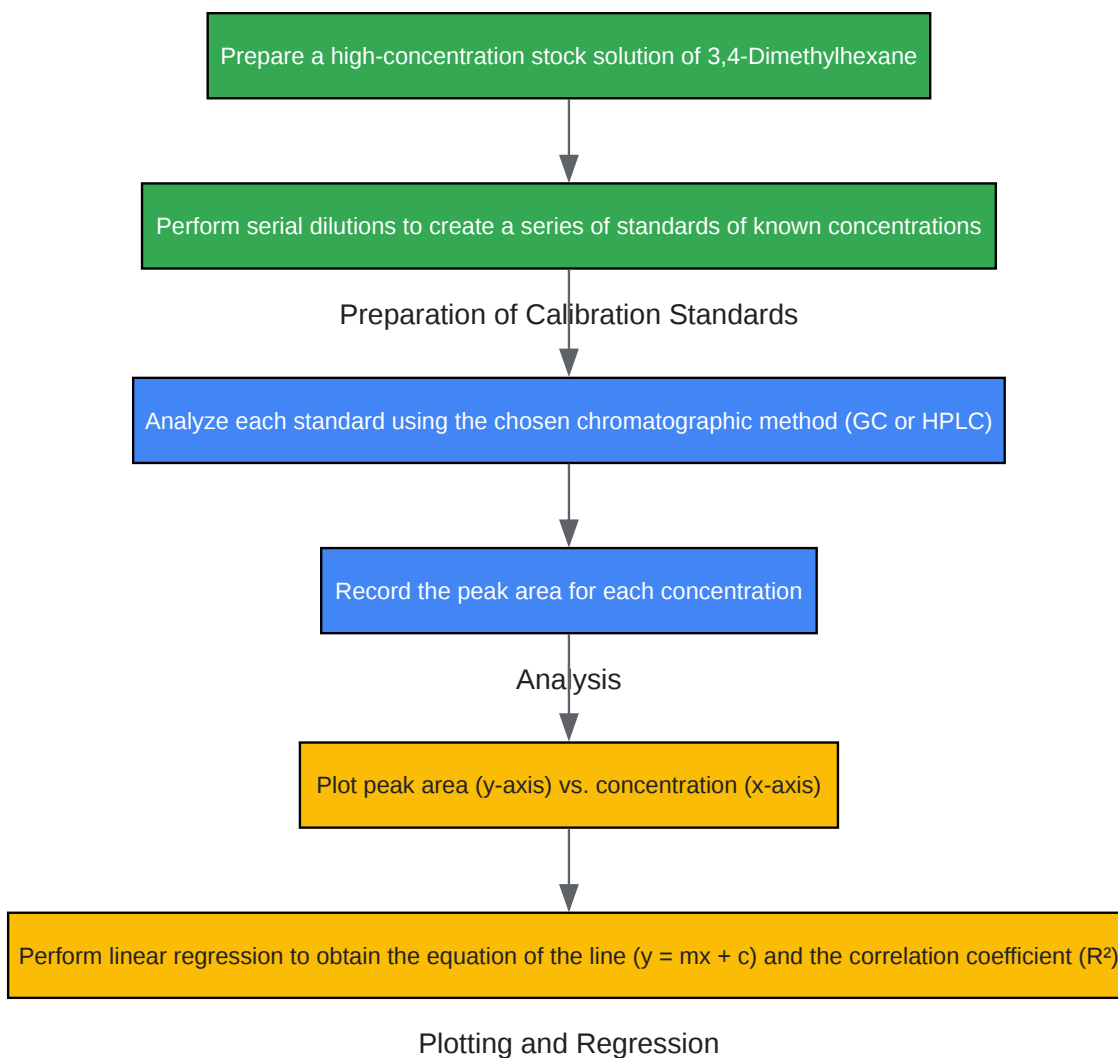 Prepare a high-concentration stock solution of 3,4-Dimethylhexane
Perform serial dilutions to create a series of standards of known concentrations
Preparation of Calibration Standards
Analyze each standard using the chosen chromatographic method (GC or HPLC)
Record the peak area for each concentration
Analysis
Plot peak area (y-axis) vs. concentration (x-axis)
Perform linear regression to obtain the equation of the line (y = mx + c) and the correlation coefficient (R²)
Plotting and Regression